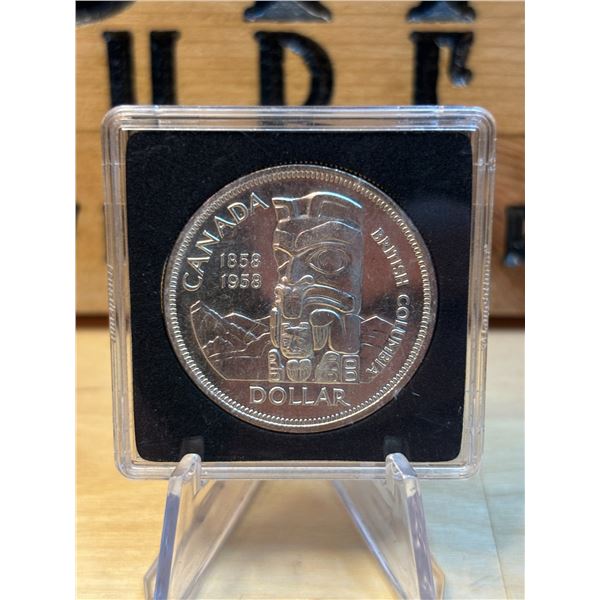 CANADA
1858
1958
BRITISH COLUMBIA
DOLLAR